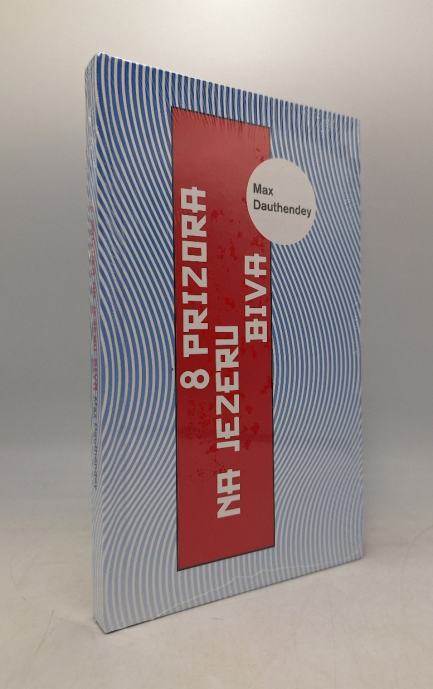 8 PRIZORA
NA JEZERU
BIVA
Max
Dauthendey